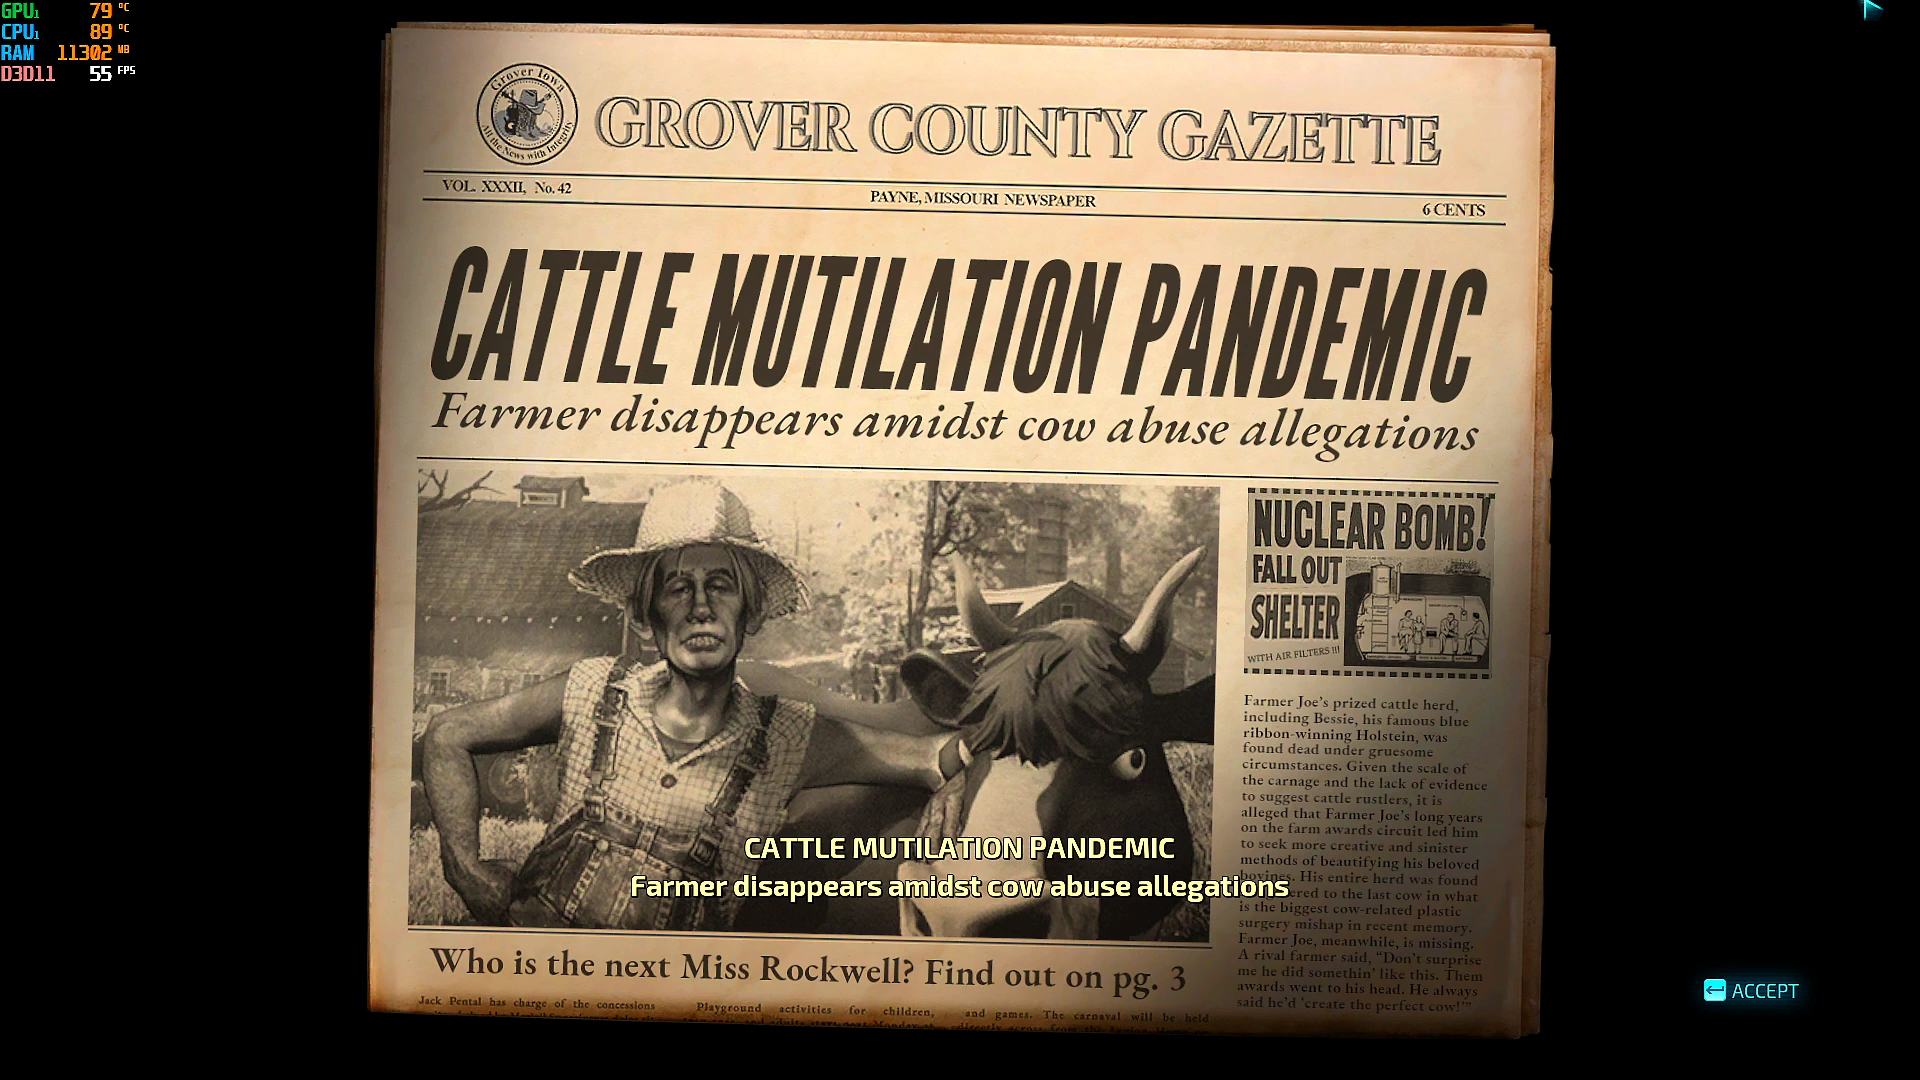 GPU1 79 °C
CPU1 89 °C
RAM 11302 MB
D3D11 55 FPS
Grover Iown
All the News with Integrity
GROVER COUNTY GAZETTE
VOL. XXXII, No. 42
PAYNE, MISSOURI NEWSPAPER
6 CENTS
CATTLE MUTILATION PANDEMIC
Farmer disappears amidst cow abuse allegations
NUCLEAR BOMB!
FALL OUT
SHELTER
WITH AIR FILTERS !!!
Farmer Joe's prized cattle herd,
including Bessie, his famous blue
ribbon-winning Holstein, was
found dead under gruesome
circumstances. Given the scale of
the carnage and the lack of evidence
to suggest cattle rustlers, it is
alleged that Farmer Joe's long years
on the farm awards circuit led him
to seek more creative and sinister
methods of beautifying his beloved
bovines. His entire herd was found
to the last cow in what
is the biggest cow-related plastic
surgery mishap in recent memory.
Farmer Joe, meanwhile, is missing.
A rival farmer said, "Don't surprise
me he did somethin' like this. Them
awards went to his head. He always
said he'd 'create the perfect cow!'"
CATTLE MUTILATION PANDEMIC
Farmer disappears amidst cow abuse allegations
Who is the next Miss Rockwell? Find out on pg. 3
Jack Pental has charge of the concessions
Playground activities for children,
and games. The carnaval will be held
ACCEPT